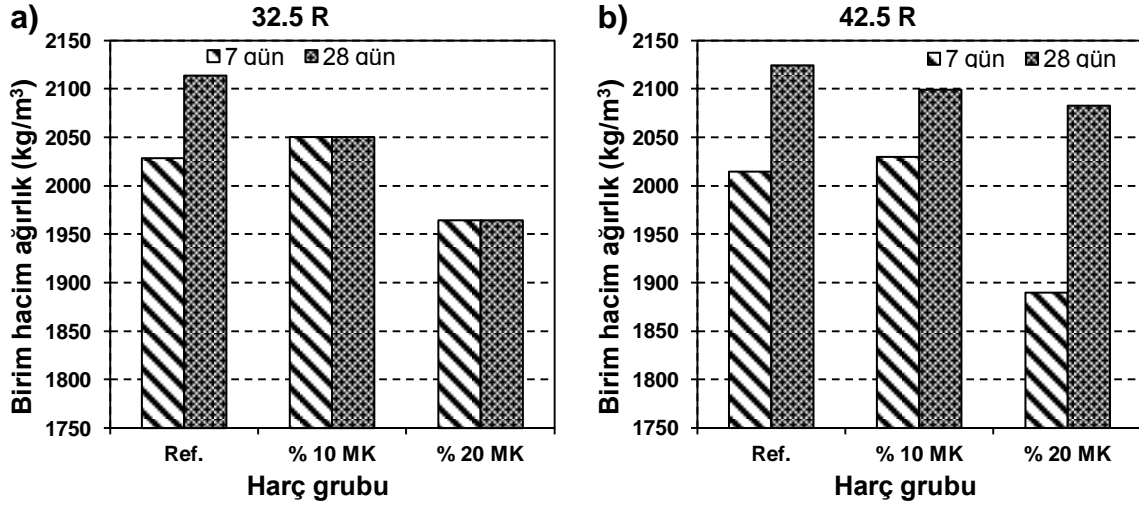 a)
32.5 R
7 gün
28 gün
Birim hacim ağırlık (kg/m³)
2150
2100
2050
2000
1950
1900
1850
1800
1750
Ref.
% 10 MK
% 20 MK
Harç grubu
b)
42.5 R
7 gün
28 gün
Birim hacim ağırlık (kg/m³)
2150
2100
2050
2000
1950
1900
1850
1800
1750
Ref.
% 10 MK
% 20 MK
Harç grubu